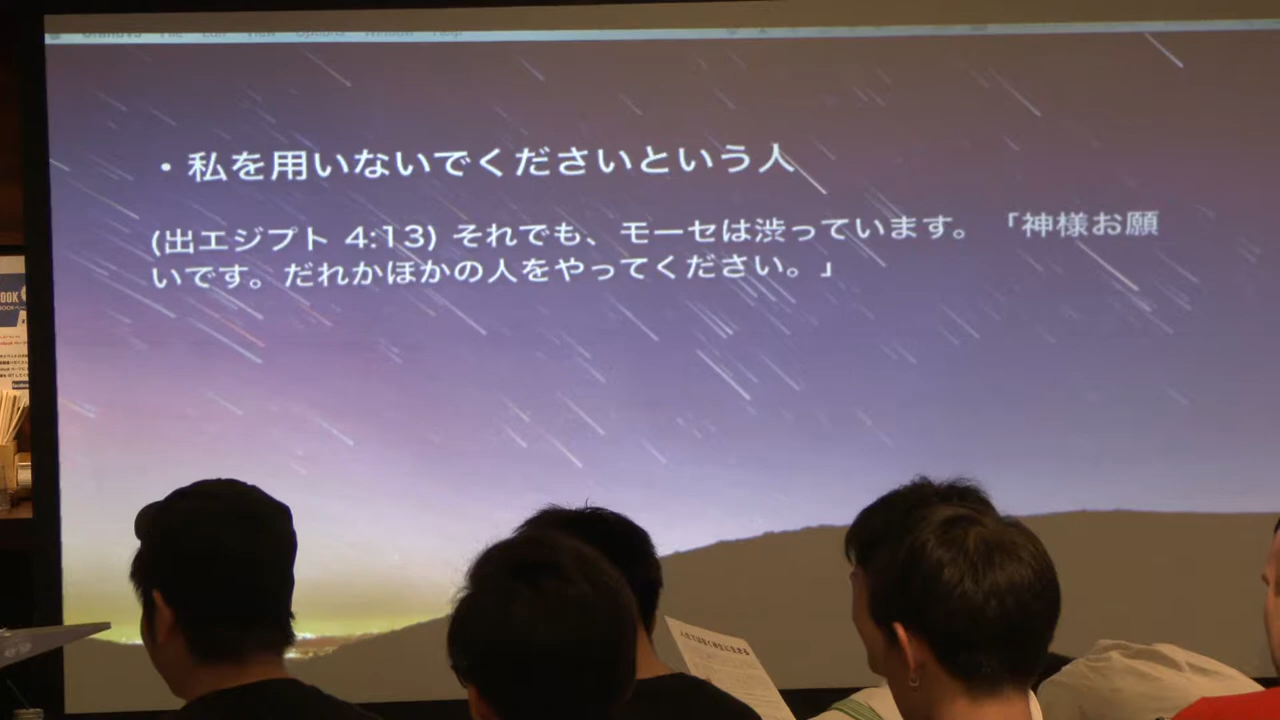 ・私を用いないでくださいという人
(出エジプト 4:13) それでも、モーセは渋っています。 「神様お願
いです。だれかほかの人をやってください。」